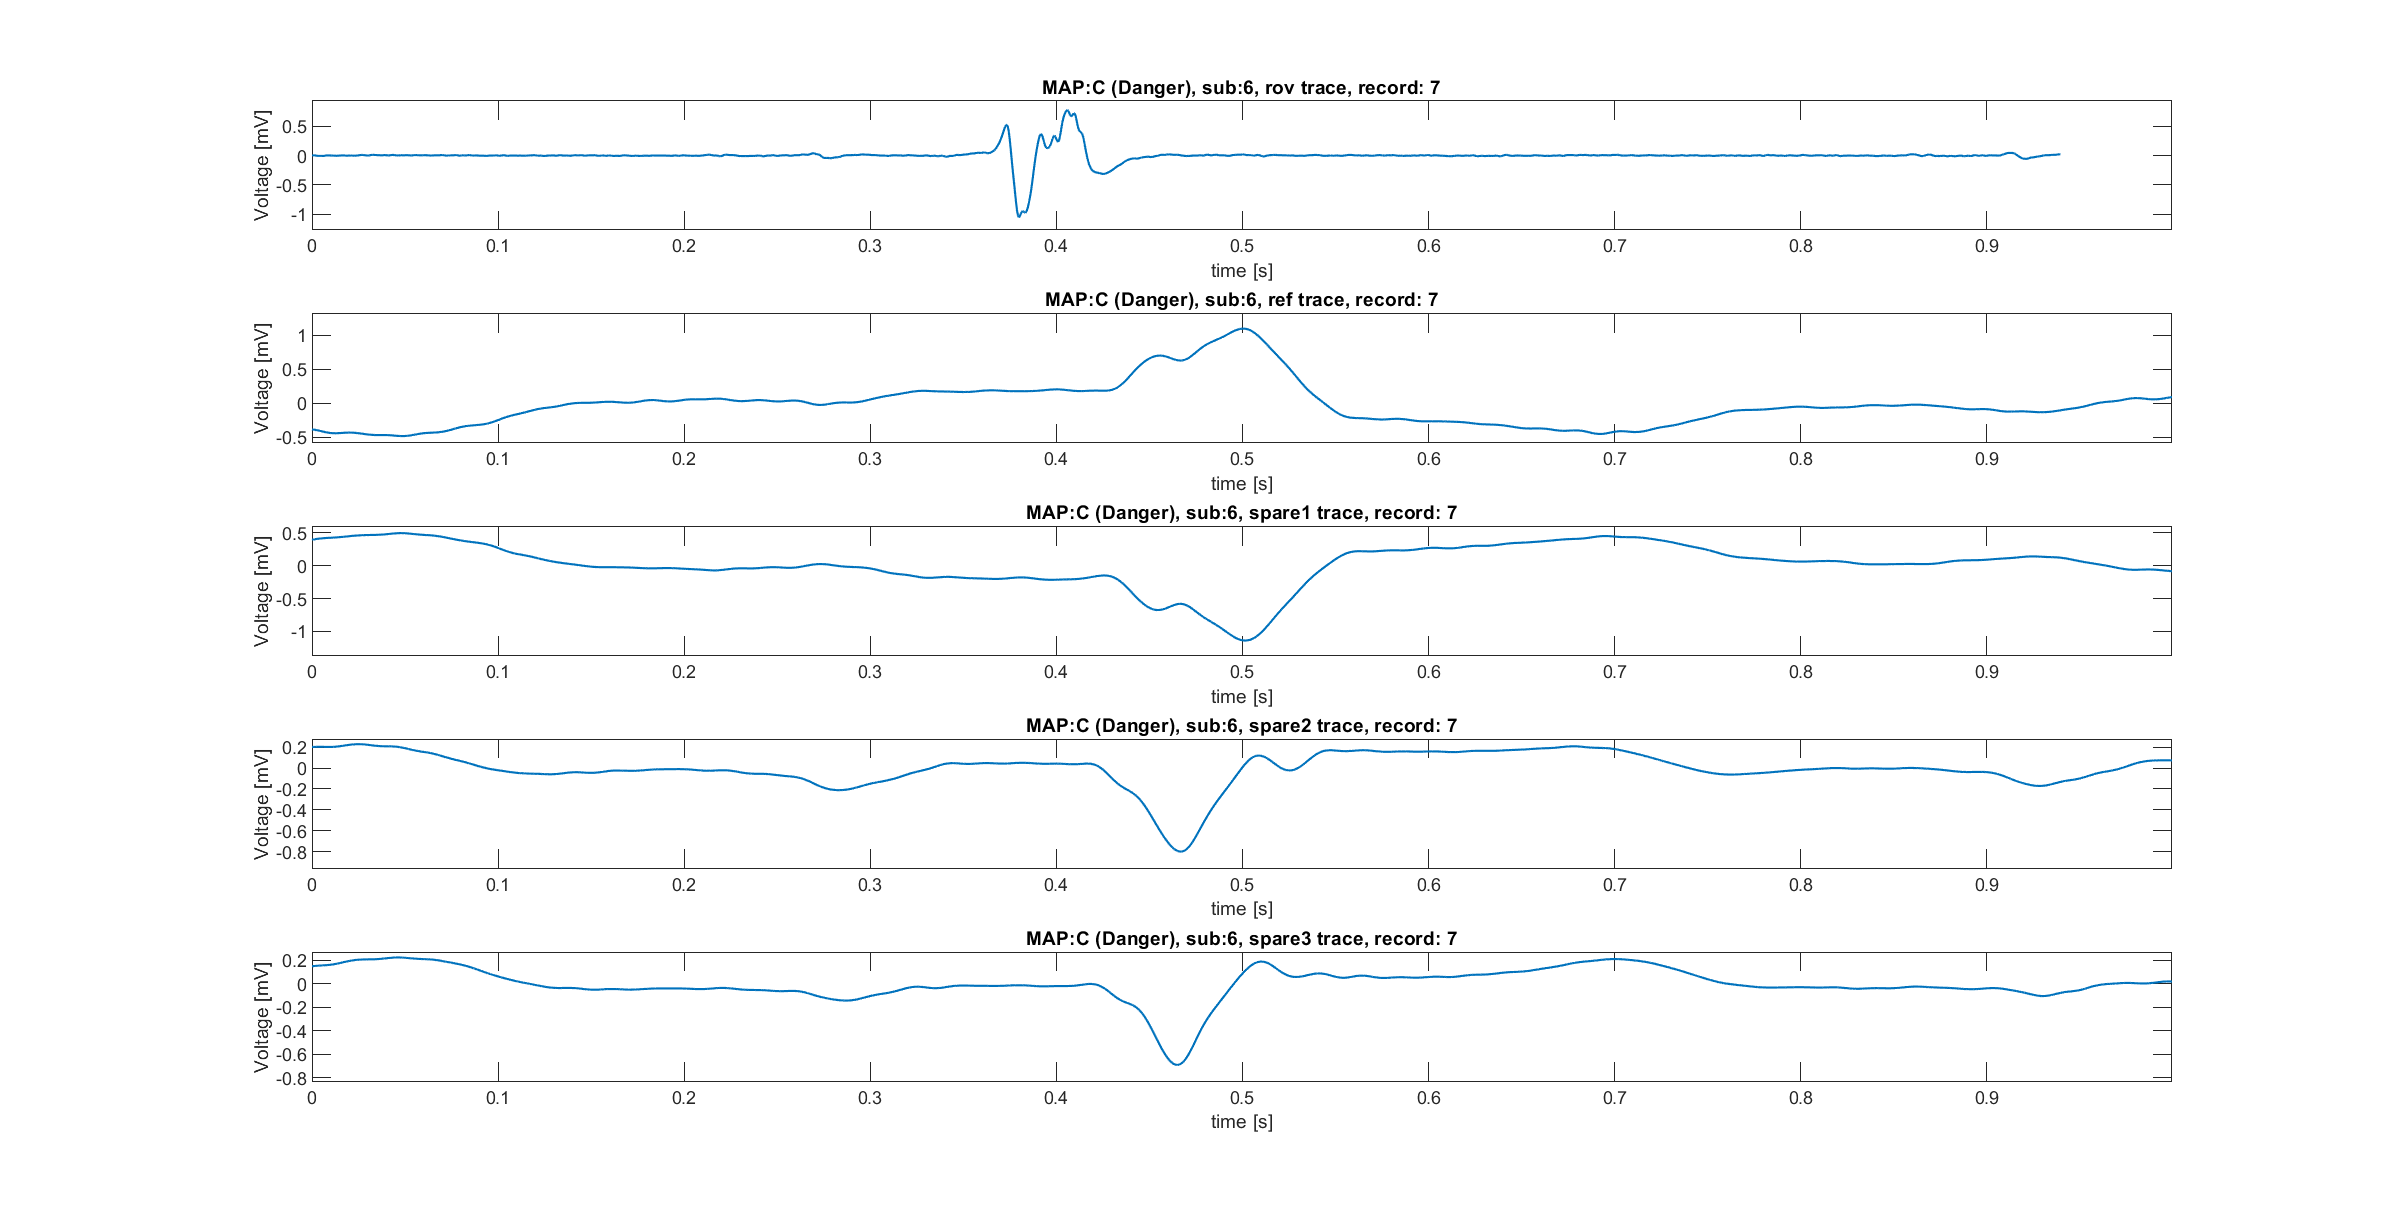 MAP:C (Danger), sub:6, rov trace, record: 7
Voltage [mV]
0.5
0
-0.5
-1
0 0.1 0.2 0.3 0.4 0.5 0.6 0.7 0.8 0.9
time [s]
MAP:C (Danger), sub:6, ref trace, record: 7
Voltage [mV]
1
0.5
0
-0.5
0 0.1 0.2 0.3 0.4 0.5 0.6 0.7 0.8 0.9
time [s]
MAP:C (Danger), sub:6, spare1 trace, record: 7
Voltage [mV]
0.5
0
-0.5
-1
0 0.1 0.2 0.3 0.4 0.5 0.6 0.7 0.8 0.9
time [s]
MAP:C (Danger), sub:6, spare2 trace, record: 7
Voltage [mV]
0.2
0
-0.2
-0.4
-0.6
-0.8
0 0.1 0.2 0.3 0.4 0.5 0.6 0.7 0.8 0.9
time [s]
MAP:C (Danger), sub:6, spare3 trace, record: 7
Voltage [mV]
0.2
0
-0.2
-0.4
-0.6
-0.8
0 0.1 0.2 0.3 0.4 0.5 0.6 0.7 0.8 0.9
time [s]